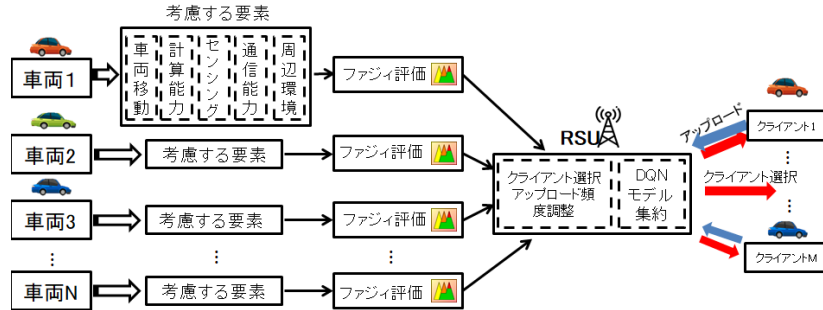 考慮する要素
車両1
車両移動
計算能力
センシング
通信能力
周辺環境
ファジィ評価
車両2
考慮する要素
ファジィ評価
車両3
考慮する要素
ファジィ評価
⋮
⋮
⋮
車両N
考慮する要素
ファジィ評価
RSU
クライアント選択
アップロード頻
度調整
DQN
モデル
集約
アップロード
クライアント1
⋮
クライアント選択
⋮
クライアントM